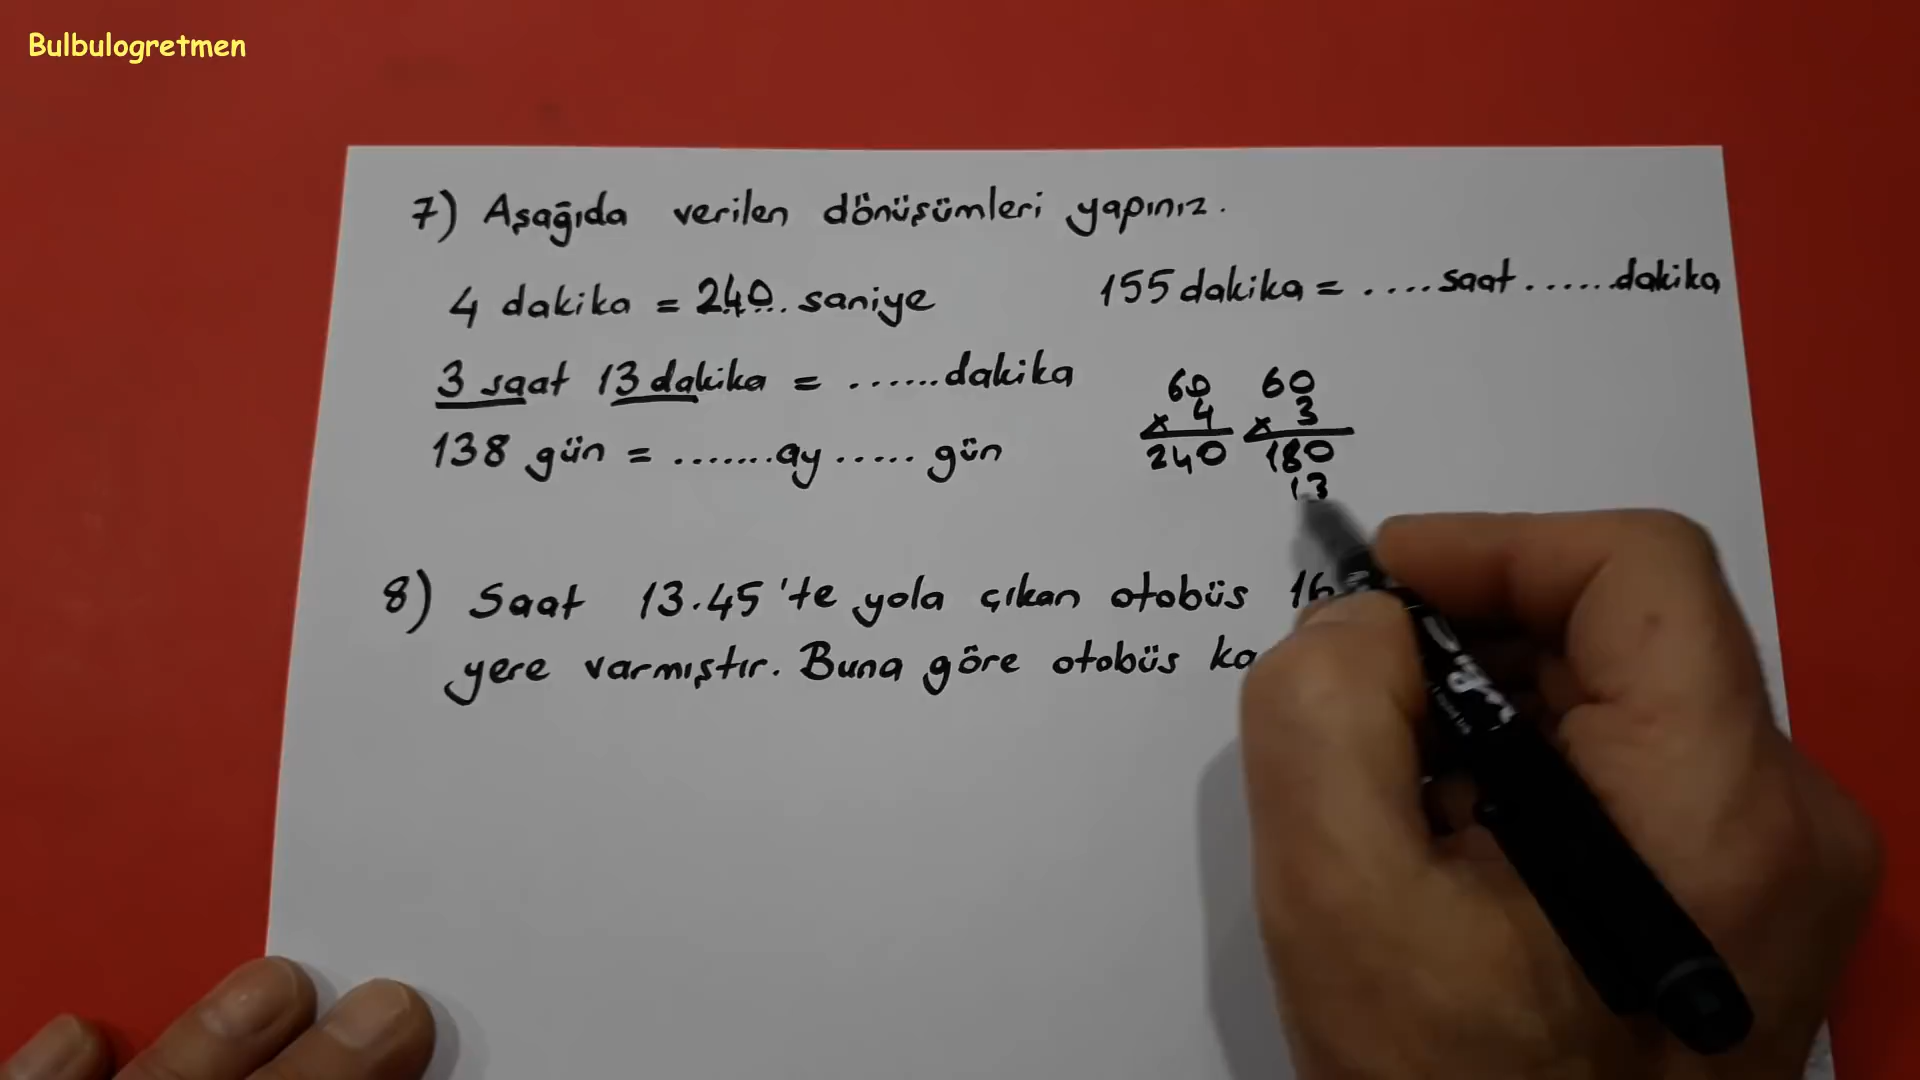 Bulbulogretmen
7) Aşağıda verilen dönüşümleri yapınız.
4 dakika = 240.. saniye
155 dakika = ....saat ......dakika
3 saat 13 dakika = ......dakika
138 gün = .......ay ..... gün
60
x 4
240
60
x 3
180
13
8) Saat 13.45'te yola çıkan otobüs
yere varmıştır. Buna göre otobüs